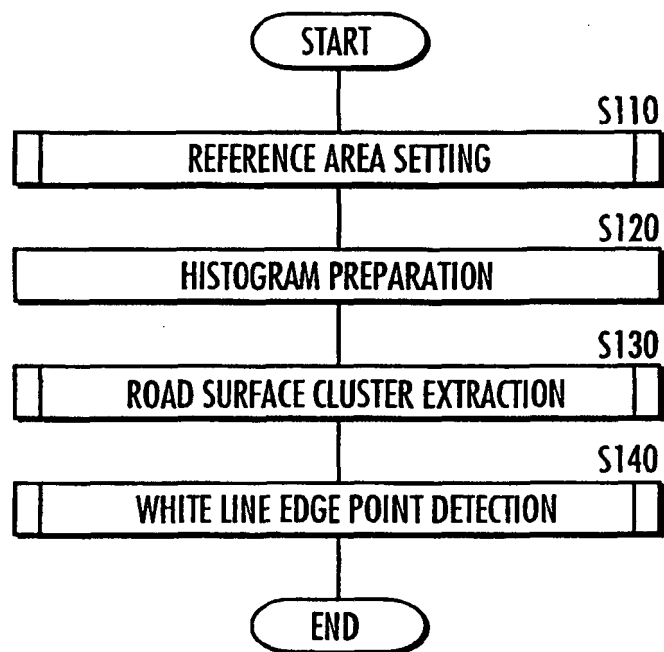 START
S110
REFERENCE AREA SETTING
S120
HISTOGRAM PREPARATION
S130
ROAD SURFACE CLUSTER EXTRACTION
S140
WHITE LINE EDGE POINT DETECTION
END